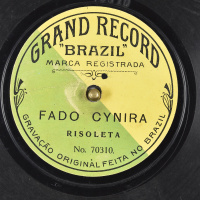 GRAND RECORD
"BRAZIL"
MARCA REGISTRADA
FADO CYNIRA
RISOLETA
No. 70310.
GRAVAÇÃO ORIGINAL FEITA NO BRAZIL